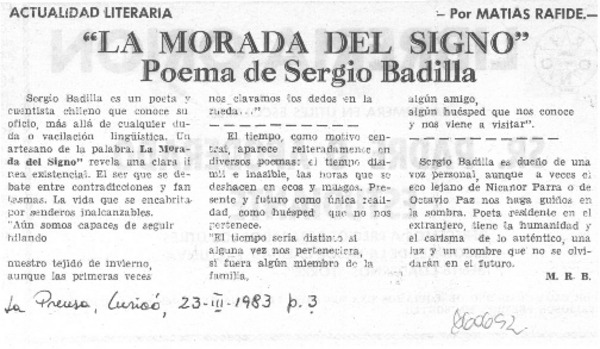 ACTUALIDAD LITERARIA
— Por MATIAS RAFIDE.—
“LA MORADA DEL SIGNO”
Poema de Sergio Badilla
Sergio Badilla es un poeta y
cuentista chileno que conoce su
oficio, más allá de cualquier du
da o vacilación lingüística. Un
artesano de la palabra. La Mora-
da del Signo” revela una clara lí
nea existencial. El ser que se de
bate entre contradicciones y fan
tasmas. La vida que se encabrita
por senderos inalcanzables.
“Aún somos capaces de seguir
hilando
nuestro tejido de invierno,
aunque las primeras veces
nos clavamos los dedos en la
rueda...”
El tiempo, como motivo cen
tral, aparece reiteradamente en
diversos poemas: el tiempo dísi-
mil e inasible, las horas que se
deshacen en ecos y musgos. Pre-
sente y futuro como única reali-
dad, como huésped que no nos
pertenece.
“El tiempo sería distinto si
alguna vez nos perteneciera,
si fuera algún miembro de la
familia,
algún amigo,
algún huésped que nos conoce
y nos viene a visitar”.
Sergio Badilla es dueño de una
voz personal, aunque a veces el
eco lejano de Nicanor Parra o de
Octavio Paz nos haga guiños en
la sombra. Poeta residente en el
extranjero, tiene la humanidad y
el carisma de lo auténtico, una
luz y un nombre que no se olvi-
darán en el futuro.
M. R. B.
La Prensa, Curicó, 23-III-1983 p. 3